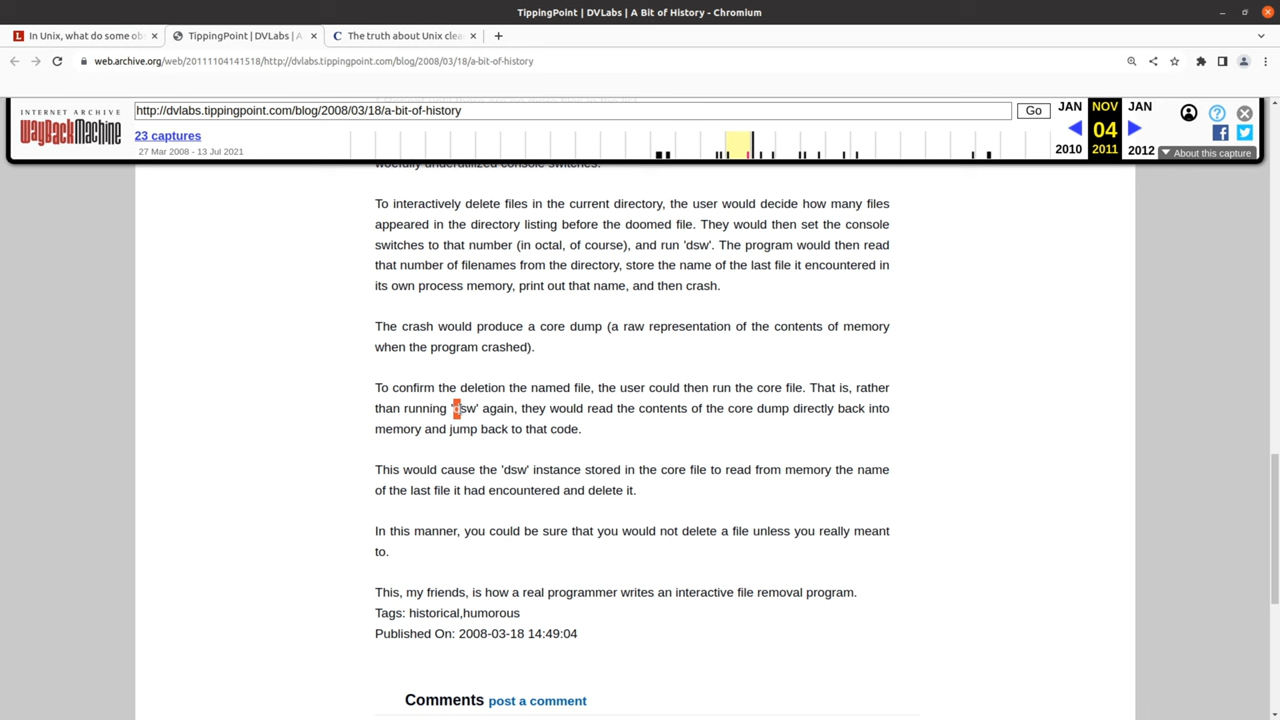 TippingPoint | DVLabs | A Bit of History - Chromium
In Unix, what do some ob
TippingPoint | DVLabs | A
The truth about Unix clea
web.archive.org/web/20111104141518/http://dvlabs.tippingpoint.com/blog/2008/03/18/a-bit-of-history
INTERNET ARCHIVE
WayBackMachine
http://dvlabs.tippingpoint.com/blog/2008/03/18/a-bit-of-history
Go
JAN NOV JAN
23 captures
04
27 Mar 2008 - 13 Jul 2021
2010 2011 2012
About this capture
woefully underutilized console switches.
To interactively delete files in the current directory, the user would decide how many files
appeared in the directory listing before the doomed file. They would then set the console
switches to that number (in octal, of course), and run 'dsw'. The program would then read
that number of filenames from the directory, store the name of the last file it encountered in
its own process memory, print out that name, and then crash.
The crash would produce a core dump (a raw representation of the contents of memory
when the program crashed).
To confirm the deletion the named file, the user could then run the core file. That is, rather
than running 'dsw' again, they would read the contents of the core dump directly back into
memory and jump back to that code.
This would cause the 'dsw' instance stored in the core file to read from memory the name
of the last file it had encountered and delete it.
In this manner, you could be sure that you would not delete a file unless you really meant
to.
This, my friends, is how a real programmer writes an interactive file removal program.
Tags: historical,humorous
Published On: 2008-03-18 14:49:04
Comments post a comment